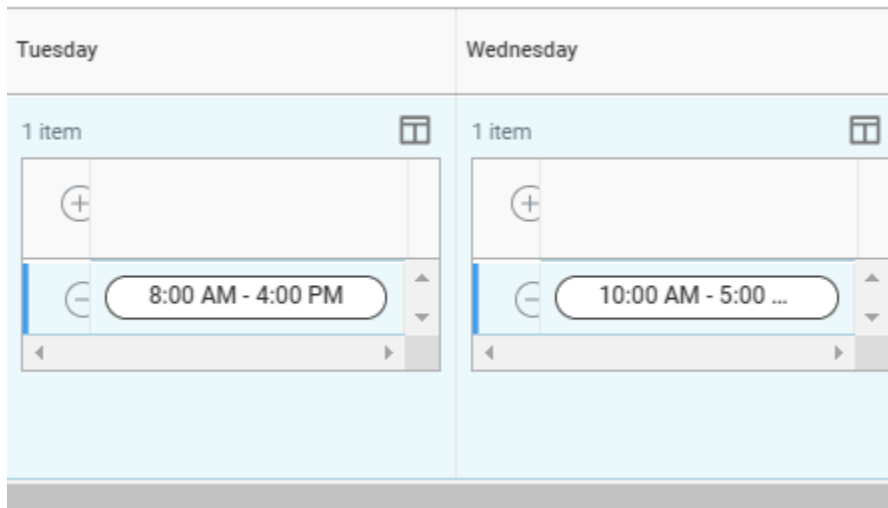 Tuesday
Wednesday
1 item
1 item
8:00 AM - 4:00 PM
10:00 AM - 5:00 ...